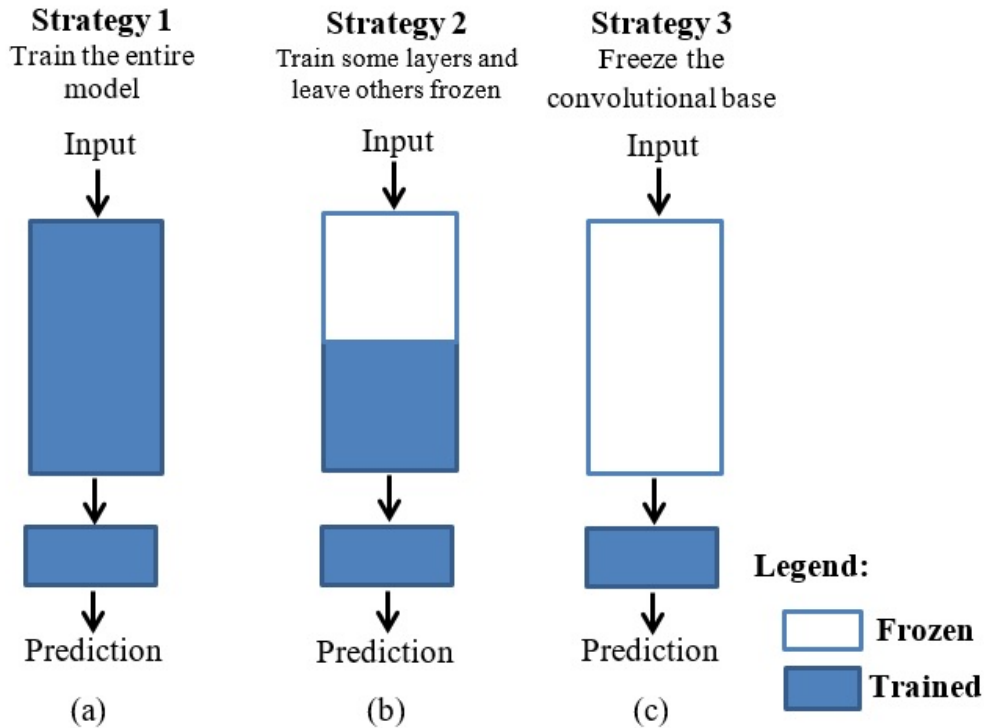 Strategy 1
Train the entire
model
Input
Prediction
(a)
Strategy 2
Train some layers and
leave others frozen
Input
Prediction
(b)
Strategy 3
Freeze the
convolutional base
Input
Prediction
(c)
Legend:
Frozen
Trained